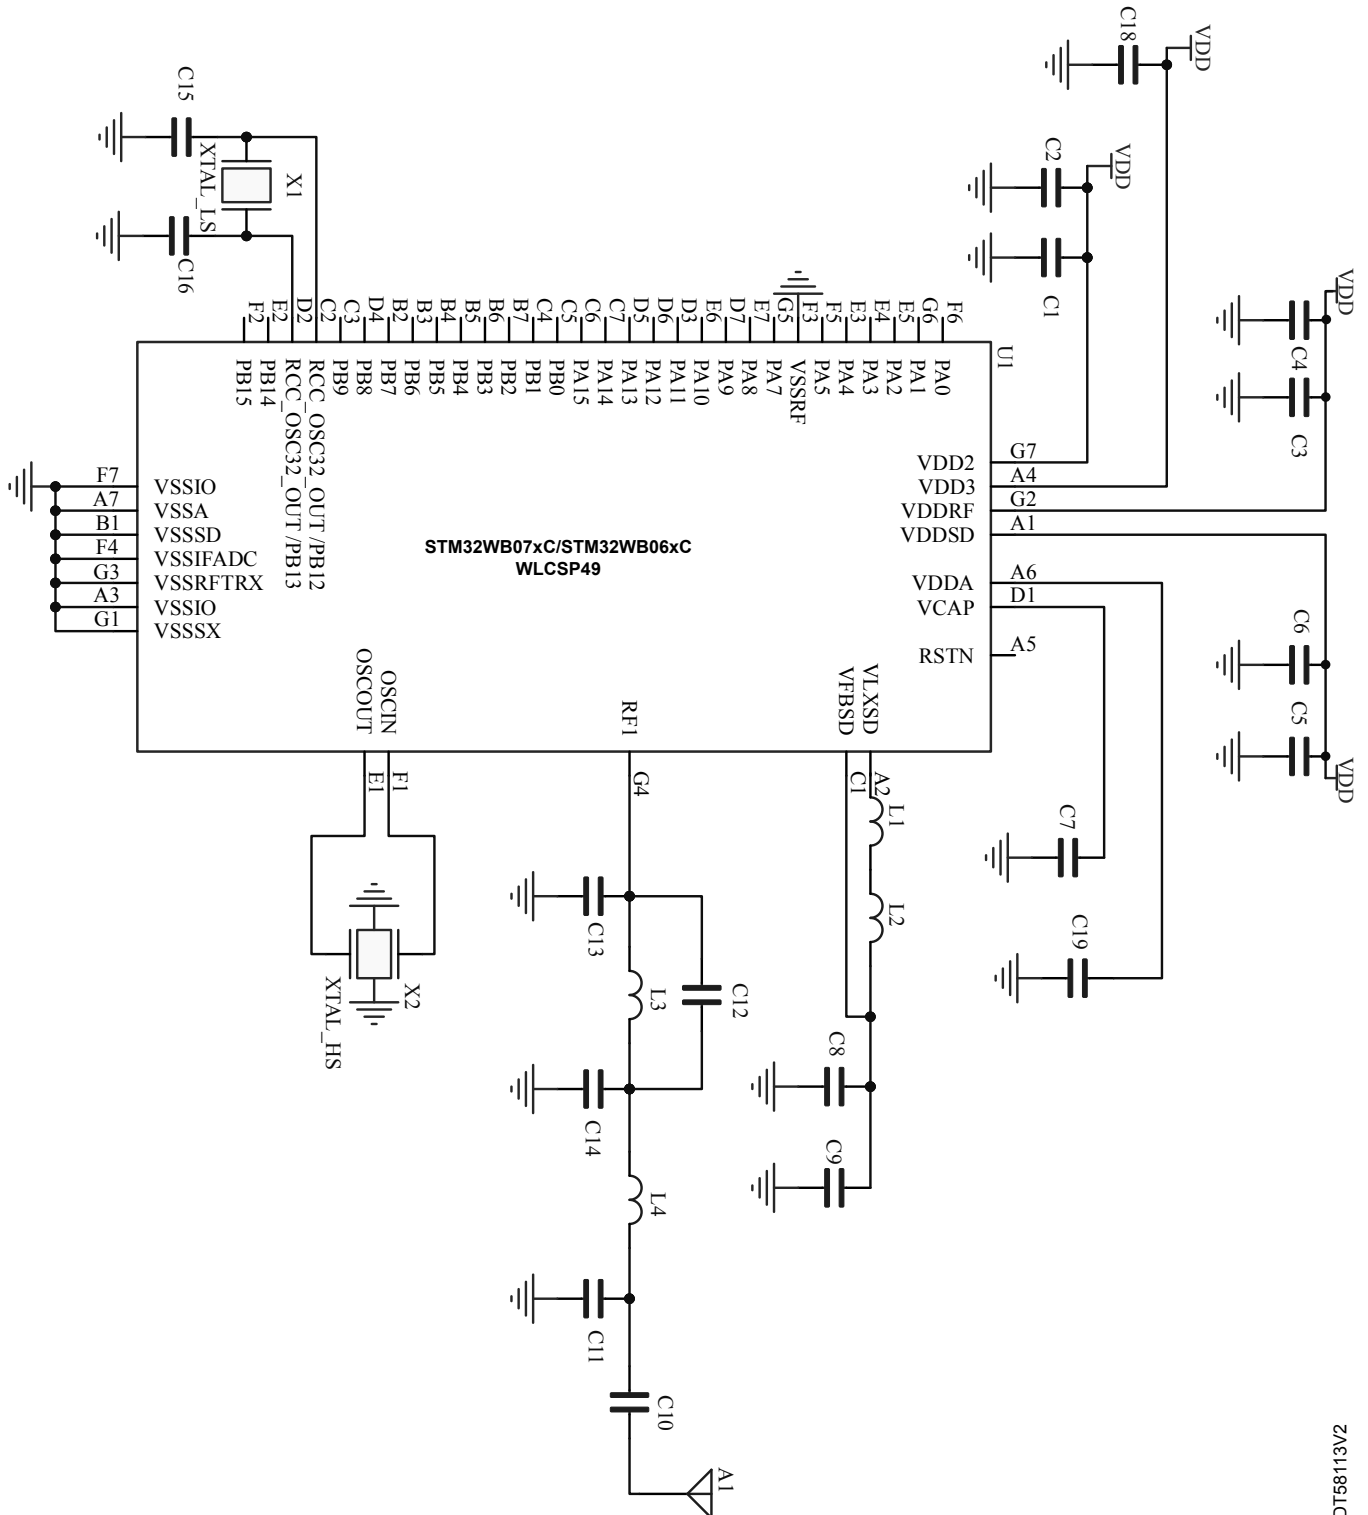 C18
VDD
C15
XTAL_LS
X1
C16
C2
VDD
C1
VDD
C4
C3
F2
E2
D2
C2
C3
D4
B2
B3
B4
B5
B6
B7
C4
C5
C6
C7
D5
D6
D3
E6
D7
E7
G5
F3
F5
E3
E4
E5
G6
F6
U1
PB15
PB14
RCC_OSC32_OUT/PB13
RCC_OSC32_OUT/PB12
PB9
PB8
PB7
PB6
PB5
PB4
PB3
PB2
PB1
PB0
PA15
PA14
PA13
PA12
PA11
PA10
PA9
PA8
PA7
VSSRF
PA5
PA4
PA3
PA2
PA1
PA0
F7 VSSIO
A7 VSSA
B1 VSSSD
F4 VSSIFADC
G3 VSSRFTRX
A3 VSSIO
G1 VSSSX
STM32WB07xC/STM32WB06xC
WLCSP49
VDD2 G7
VDD3 A4
VDDRF G2
VDDSD A1
VDDA A6
VCAP D1
RSTN A5
C6
C5
VDD
OSCOUT
OSCIN
RF1
VFBSD
VLXSD
E1
F1
G4
C1
A2
L1
L2
C7
C19
XTAL_HS
X2
C13
L3
C12
C14
L4
C8
C9
C11
C10
A1
DT58113V2